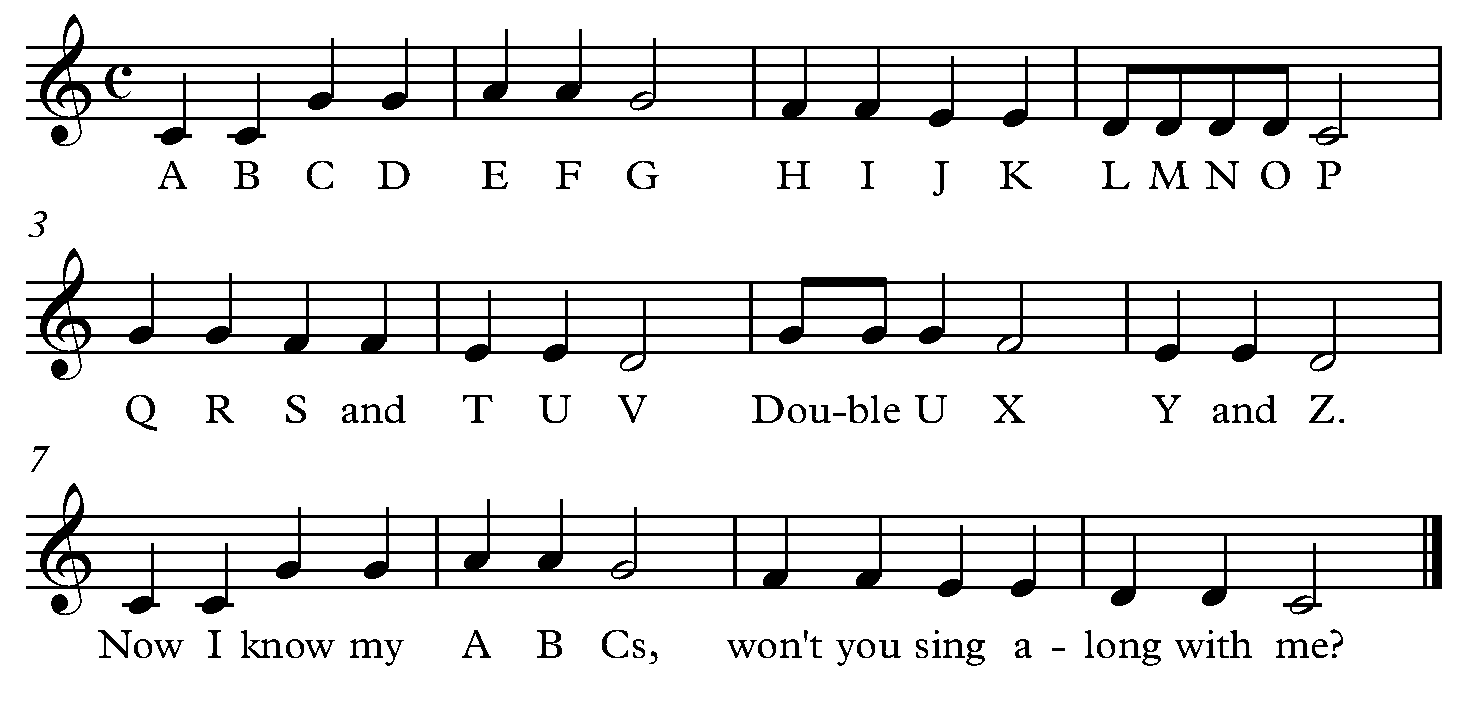 A B C D E F G H I J K L M N O P
3
Q R S and T U V Dou-ble U X Y and Z.
7
Now I know my A B Cs, won't you sing a - long with me?